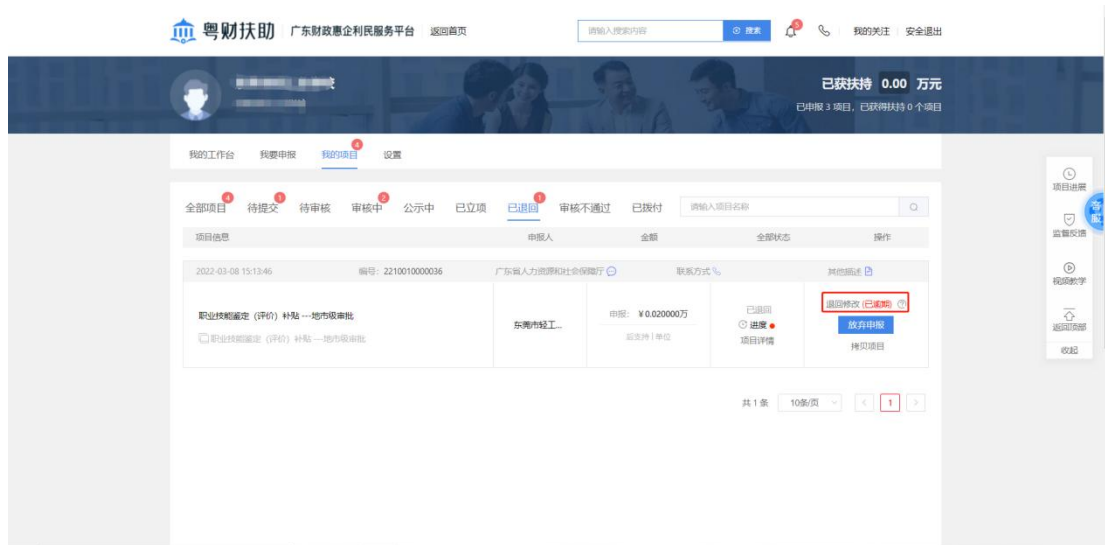 粤财扶助 广东财政惠企利民服务平台 返回首页 请输入搜索内容 搜索 5 我的关注 安全退出
已获扶持 0.00 万元
已申报 3 项目，已获得扶持 0 个项目
我的工作台 我要申报 我的项目 4 设置
全部项目 4 待提交 1 待审核 审核中 2 公示中 已立项 已退回 1 审核不通过 已拨付 请输入项目名称
项目信息 申报人 金额 全部状态 操作
2022-03-08 15:13:46 编号: 2210010000036 广东省人力资源和社会保障厅 联系方式 其他描述
职业技能鉴定（评价）补贴 ---地市级审批
职业技能鉴定（评价）补贴 ---地市级审批
东莞市轻工...
申报: ￥0.020000万
后支持 | 单位
已退回
进度
项目详情
退回修改 (已逾期)
放弃申报
拷贝项目
共 1 条 10条/页 < 1 >
项目进展
客服
监督反馈
视频教学
返回顶部
收起